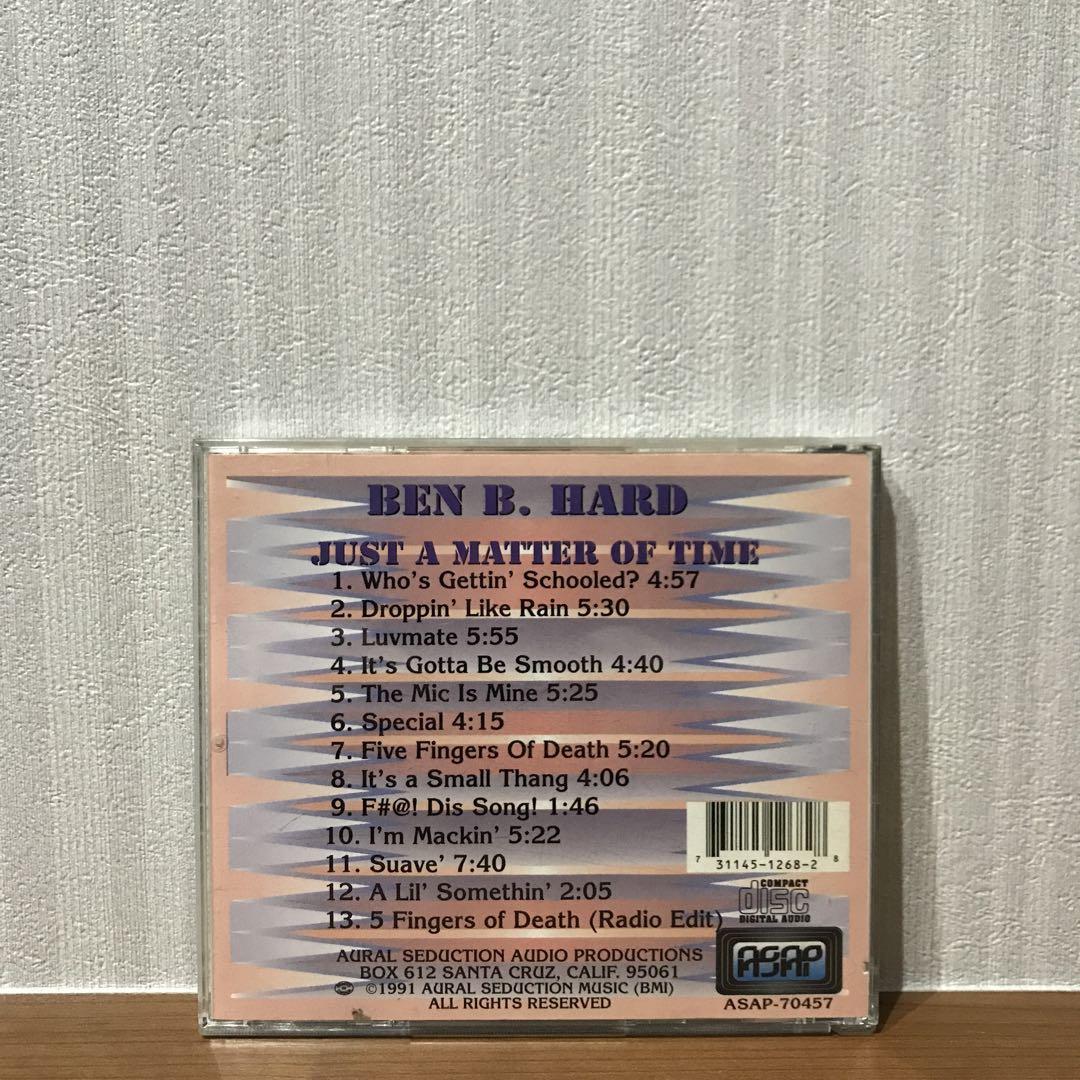 BEN B. HARD
JUST A MATTER OF TIME
1. Who's Gettin' Schooled? 4:57
2. Droppin' Like Rain 5:30
3. Luvmate 5:55
4. It's Gotta Be Smooth 4:40
5. The Mic Is Mine 5:25
6. Special 4:15
7. Five Fingers Of Death 5:20
8. It's a Small Thang 4:06
9. F#@! Dis Song! 1:46
10. I'm Mackin' 5:22
11. Suave' 7:40
12. A Lil' Somethin' 2:05
13. 5 Fingers of Death (Radio Edit)
7 31145-1268-2 8
COMPACT
disc
DIGITAL AUDIO
ASAP
AURAL SEDUCTION AUDIO PRODUCTIONS
BOX 612 SANTA CRUZ, CALIF. 95061
©1991 AURAL SEDUCTION MUSIC (BMI)
ALL RIGHTS RESERVED
ASAP-70457